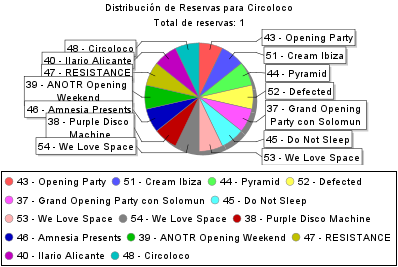 Distribución de Reservas para Circoloco
Total de reservas: 1
48 - Circoloco
40 - Ilario Alicante
47 - RESISTANCE
39 - ANOTR Opening
Weekend
46 - Amnesia Presents
38 - Purple Disco
Machine
54 - We Love Space
43 - Opening Party
51 - Cream Ibiza
44 - Pyramid
52 - Defected
37 - Grand Opening
Party con Solomun
45 - Do Not Sleep
53 - We Love Space
43 - Opening Party 51 - Cream Ibiza 44 - Pyramid 52 - Defected
37 - Grand Opening Party con Solomun 45 - Do Not Sleep
53 - We Love Space 54 - We Love Space 38 - Purple Disco Machine
46 - Amnesia Presents 39 - ANOTR Opening Weekend 47 - RESISTANCE
40 - Ilario Alicante 48 - Circoloco